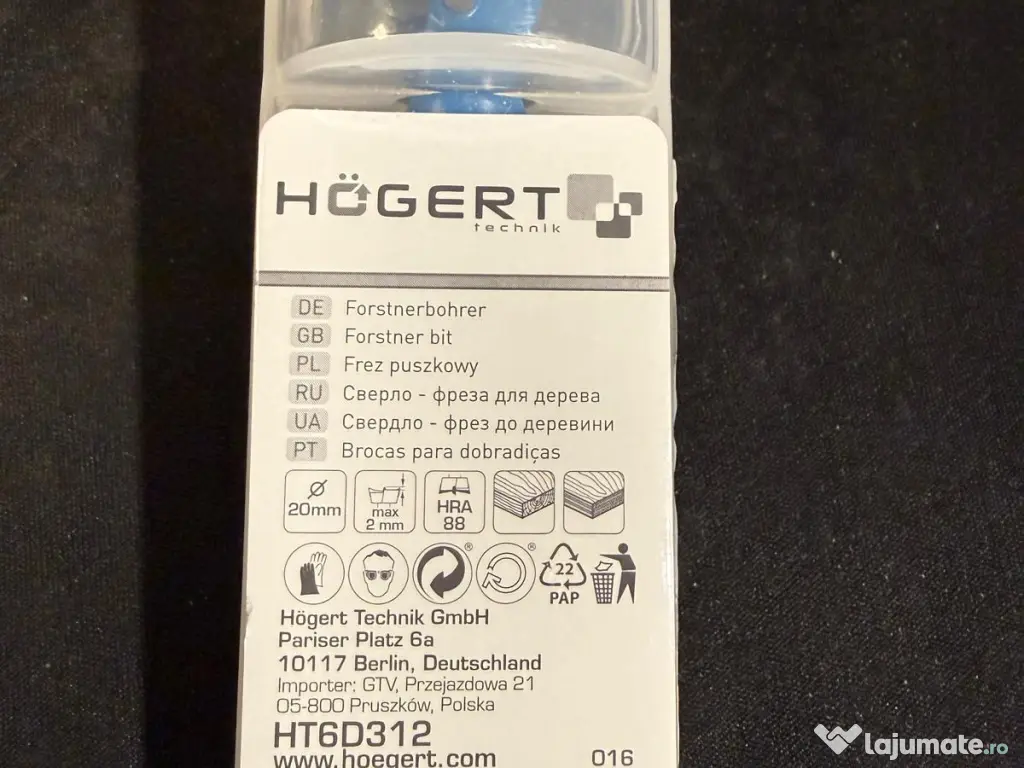 HÖGERT
technik
DE Forstnerbohrer
GB Forstner bit
PL Frez puszkowy
RU Сверло - фреза для дерева
UA Свердло - фрез до деревини
PT Brocas para dobradiças
Ø
20mm
max
2 mm
HRA
88
® ®
22
PAP
Högert Technik GmbH
Pariser Platz 6a
10117 Berlin, Deutschland
Importer: GTV, Przejazdowa 21
05-800 Pruszków, Polska
HT6D312
www.hoegert.com 016
lajumate.ro